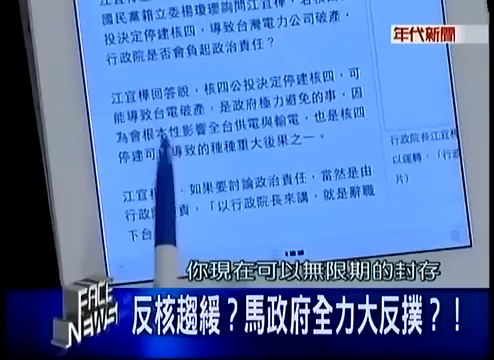 國民黨籍立委楊瓊瓔詢問江宜樺,若核四
投決定停建核四,導致台灣電力公司破產,
行政院是否會負起政治責任?
江宜樺回答說,核四公投決定停建核四,可
能導致台電破產,是政府極力避免的事,因
為會根本性影響全台供電與輸電,也是核四
停建可 導致的種種重大後果之一。
江宜 ,如果要討論政治責任,當然是由
行政 責,「以行政院長來講,就是辭職
下台
行政院長江宜
以運轉,「行政
片)
年代新聞
你現在可以無限期的封存
FACE NEWS
反核趨緩?馬政府全力大反撲?!